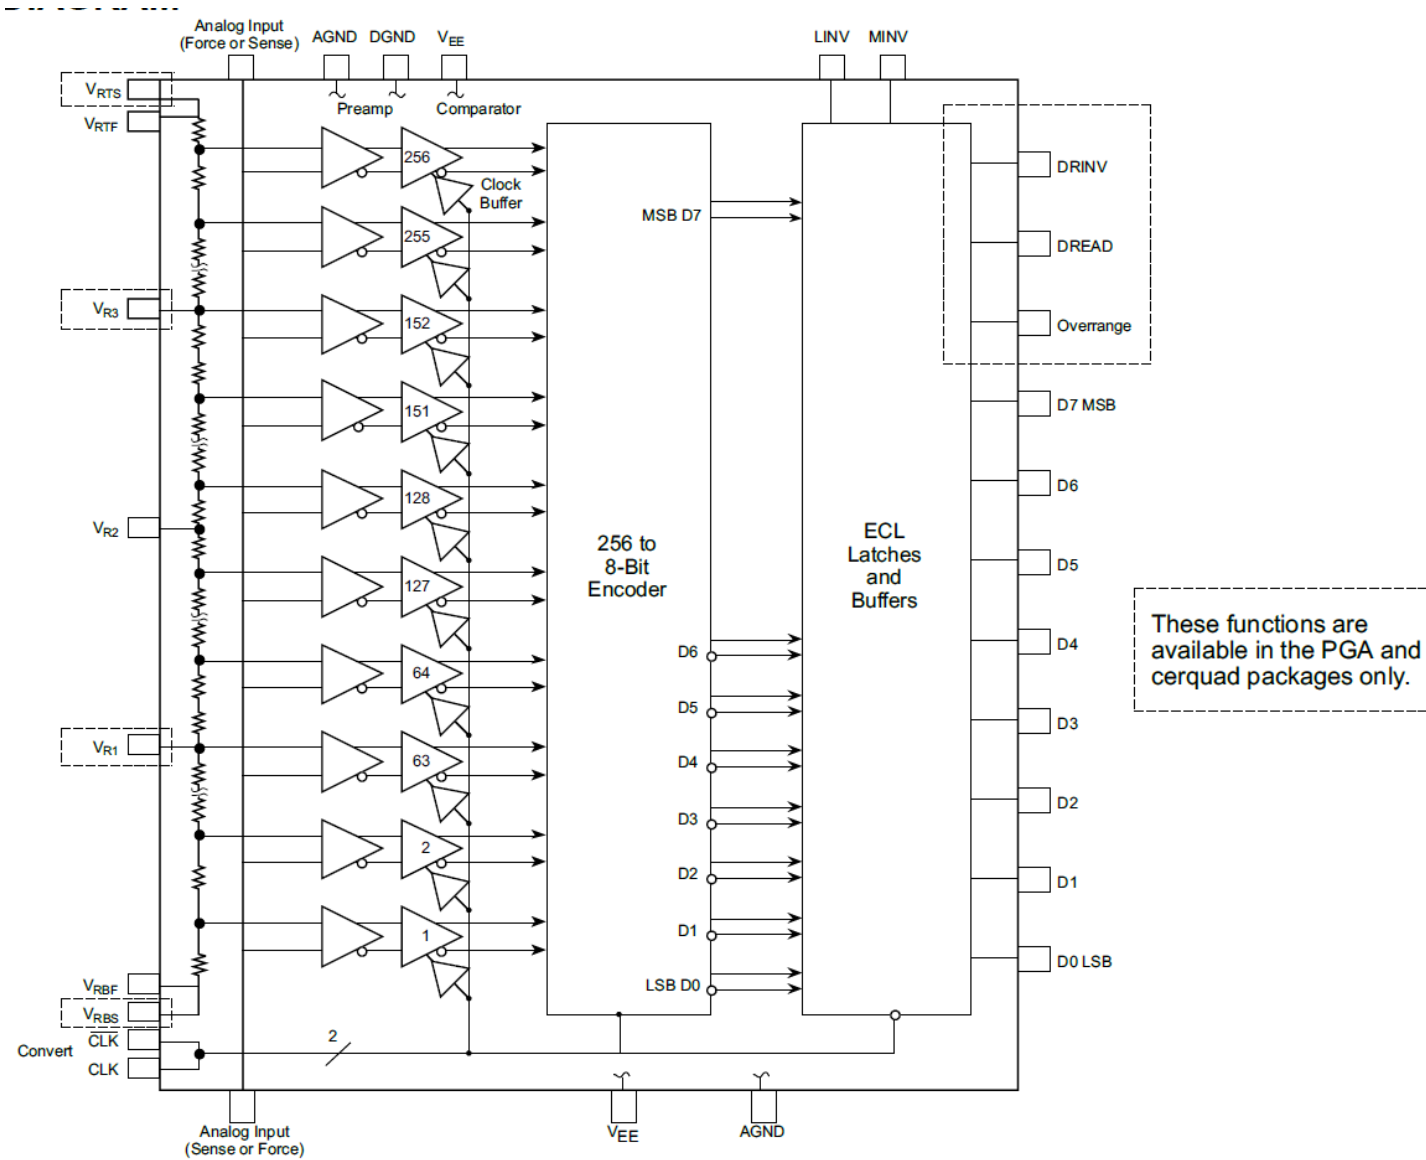 Analog Input
(Force or Sense)
AGND
DGND
VEE
LINV
MINV
Preamp
Comparator
VRTS
VRTF
256
Clock
Buffer
255
VR3
152
151
128
VR2
127
64
VR1
63
2
1
VRBF
VRBS
Convert
CLK
CLK
2
256 to
8-Bit
Encoder
MSB D7
D6
D5
D4
D3
D2
D1
LSB D0
ECL
Latches
and
Buffers
DRINV
DREAD
Overrange
D7 MSB
D6
D5
D4
D3
D2
D1
D0 LSB
These functions are
available in the PGA and
cerquad packages only.
Analog Input
(Sense or Force)
VEE
AGND